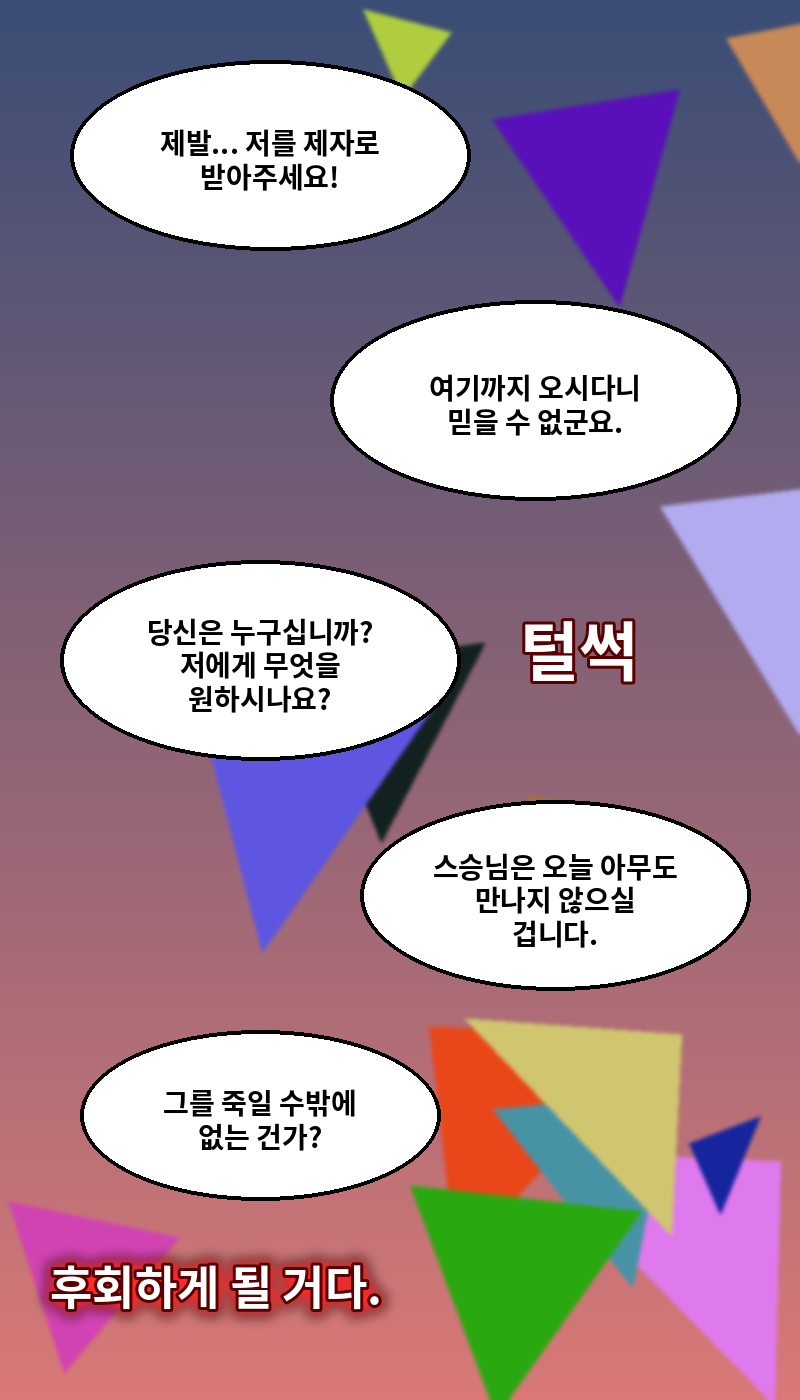 제발... 저를 제자로
받아주세요!
여기까지 오시다니
믿을 수 없군요.
당신은 누구십니까?
저에게 무엇을
원하시나요?
털썩
스승님은 오늘 아무도
만나지 않으실
겁니다.
그를 죽일 수밖에
없는 건가?
후회하게 될 거다.